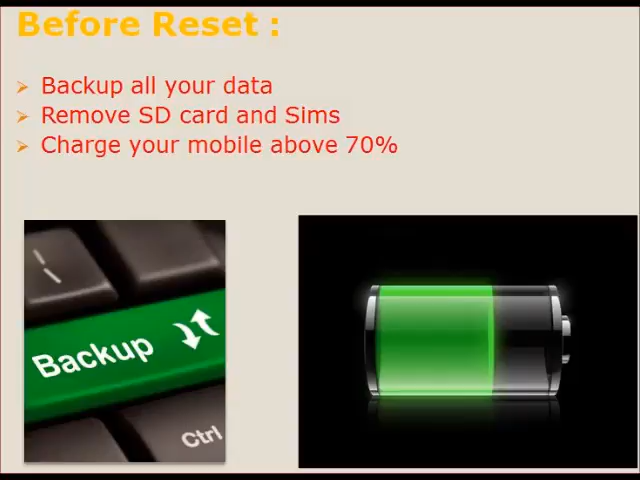 Before Reset :
Backup all your data
Remove SD card and Sims
Charge your mobile above 70%
Backup
Ctrl